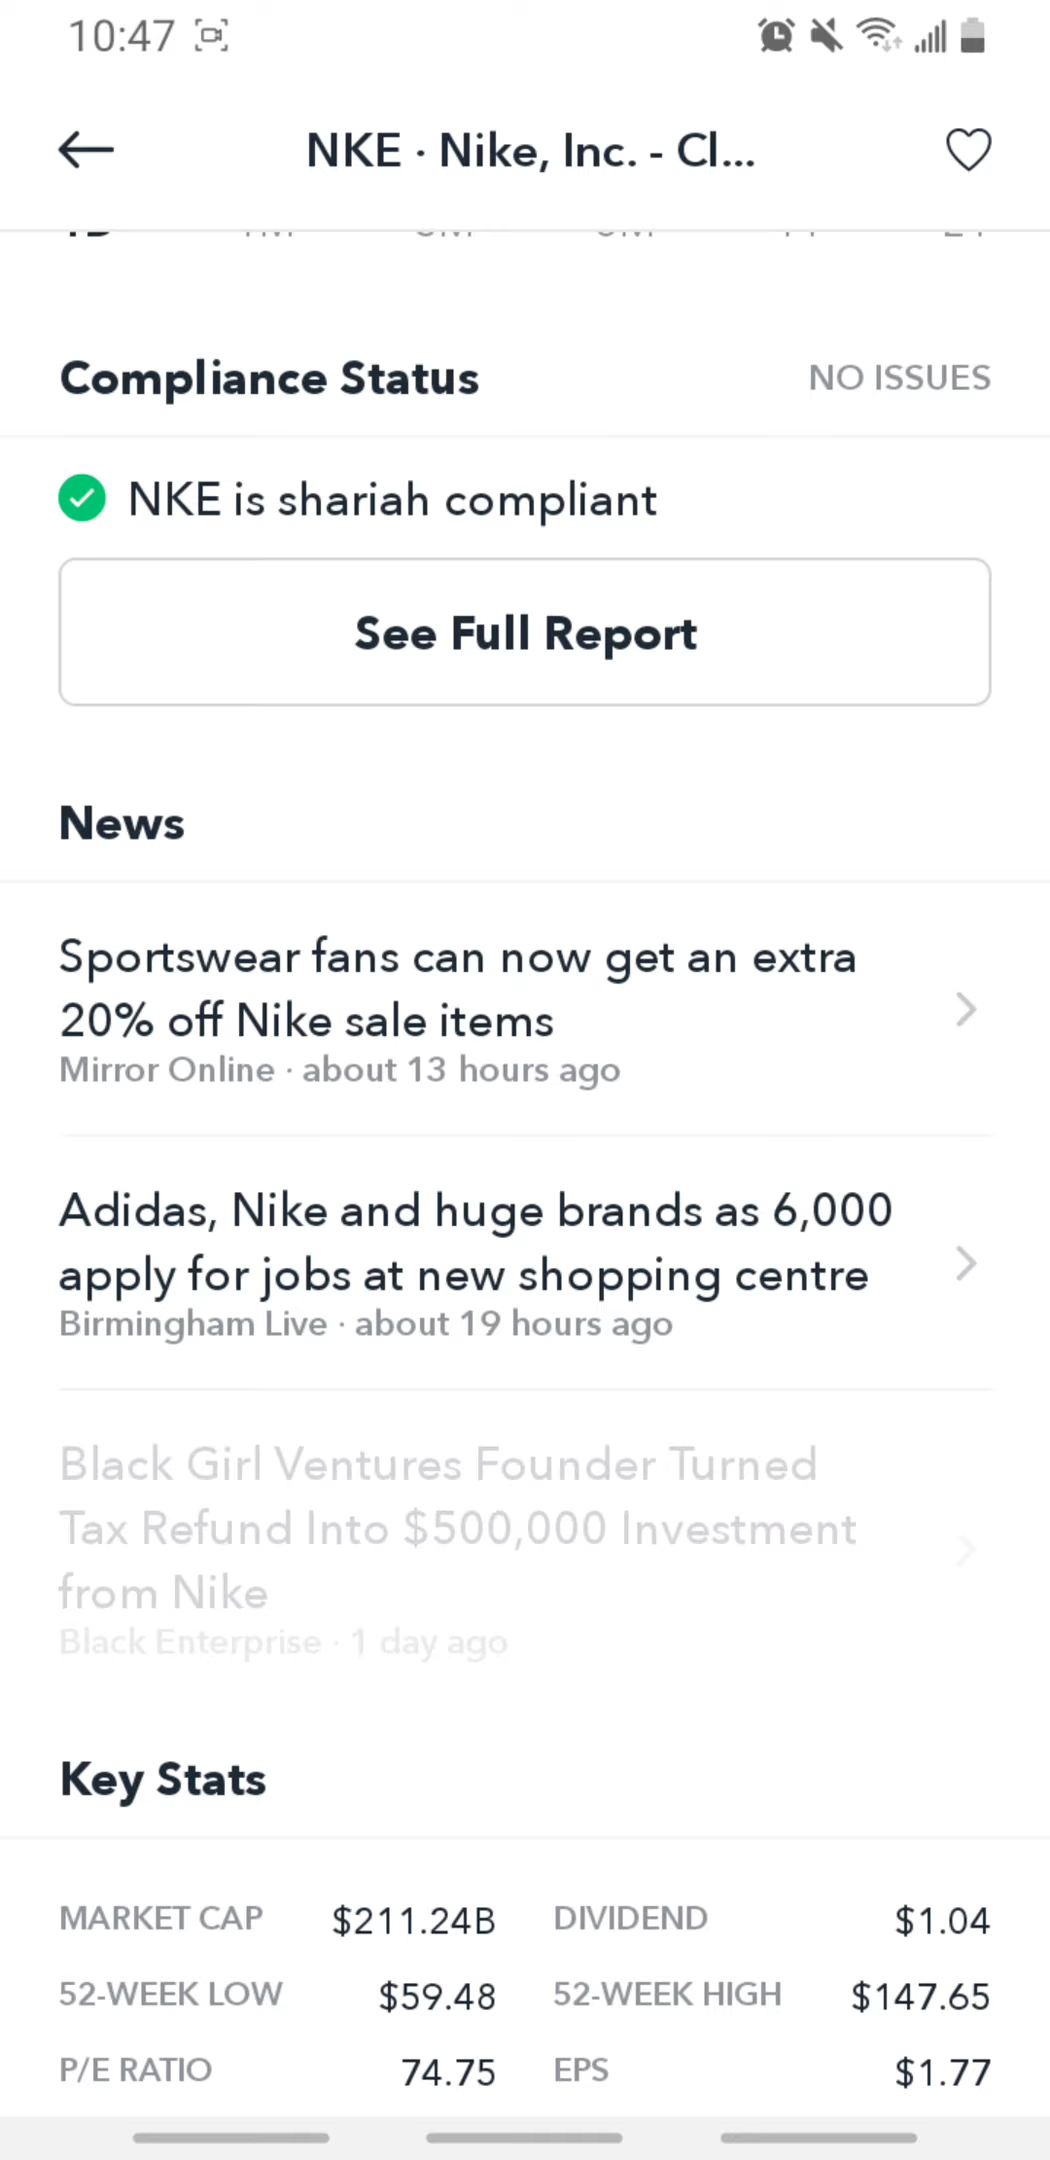 10:47
NKE · Nike, Inc. - Cl...
Compliance Status
NO ISSUES
NKE is shariah compliant
See Full Report
News
Sportswear fans can now get an extra
20% off Nike sale items
Mirror Online · about 13 hours ago
Adidas, Nike and huge brands as 6,000
apply for jobs at new shopping centre
Birmingham Live · about 19 hours ago
Black Girl Ventures Founder Turned
Tax Refund Into $500,000 Investment
from Nike
Black Enterprise · 1 day ago
Key Stats
MARKET CAP $211.24B DIVIDEND $1.04
52-WEEK LOW $59.48 52-WEEK HIGH $147.65
P/E RATIO 74.75 EPS $1.77